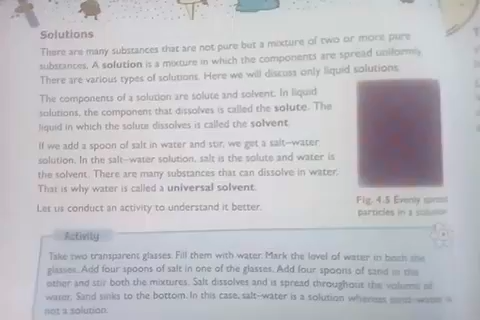 Solutions
There are many substances that are not pure but a mixture of two or more pure
substances. A solution is a mixture in which the components are spread uniformly.
There are various types of solutions. Here we will discuss only liquid solutions.
The components of a solution are solute and solvent. In liquid
solutions, the component that dissolves is called the solute. The
liquid in which the solute dissolves is called the solvent.
If we add a spoon of salt in water and stir, we get a salt–water
solution. In the salt–water solution, salt is the solute and water is
the solvent. There are many substances that can dissolve in water.
That is why water is called a universal solvent.
Let us conduct an activity to understand it better.
Fig. 4.5 Evenly spread
particles in a solution
Activity
Take two transparent glasses. Fill them with water. Mark the level of water in both the
glasses. Add four spoons of salt in one of the glasses. Add four spoons of sand in the
other and stir both the mixtures. Salt dissolves and is spread throughout the volume of
water. Sand sinks to the bottom. In this case, salt–water is a solution whereas sand–water is
not a solution.